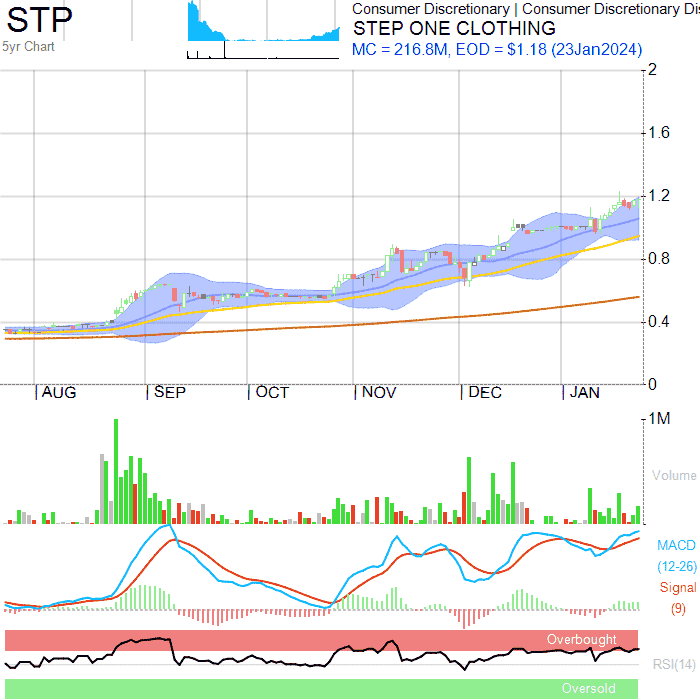 STP
5yr Chart
Consumer Discretionary | Consumer Discretionary Dis
STEP ONE CLOTHING
MC = 216.8M, EOD = $1.18 (23Jan2024)
2
1.6
1.2
0.8
0.4
0
AUG SEP OCT NOV DEC JAN
1M
Volume
MACD
(12-26)
Signal
(9)
Overbought
RSI(14)
Oversold